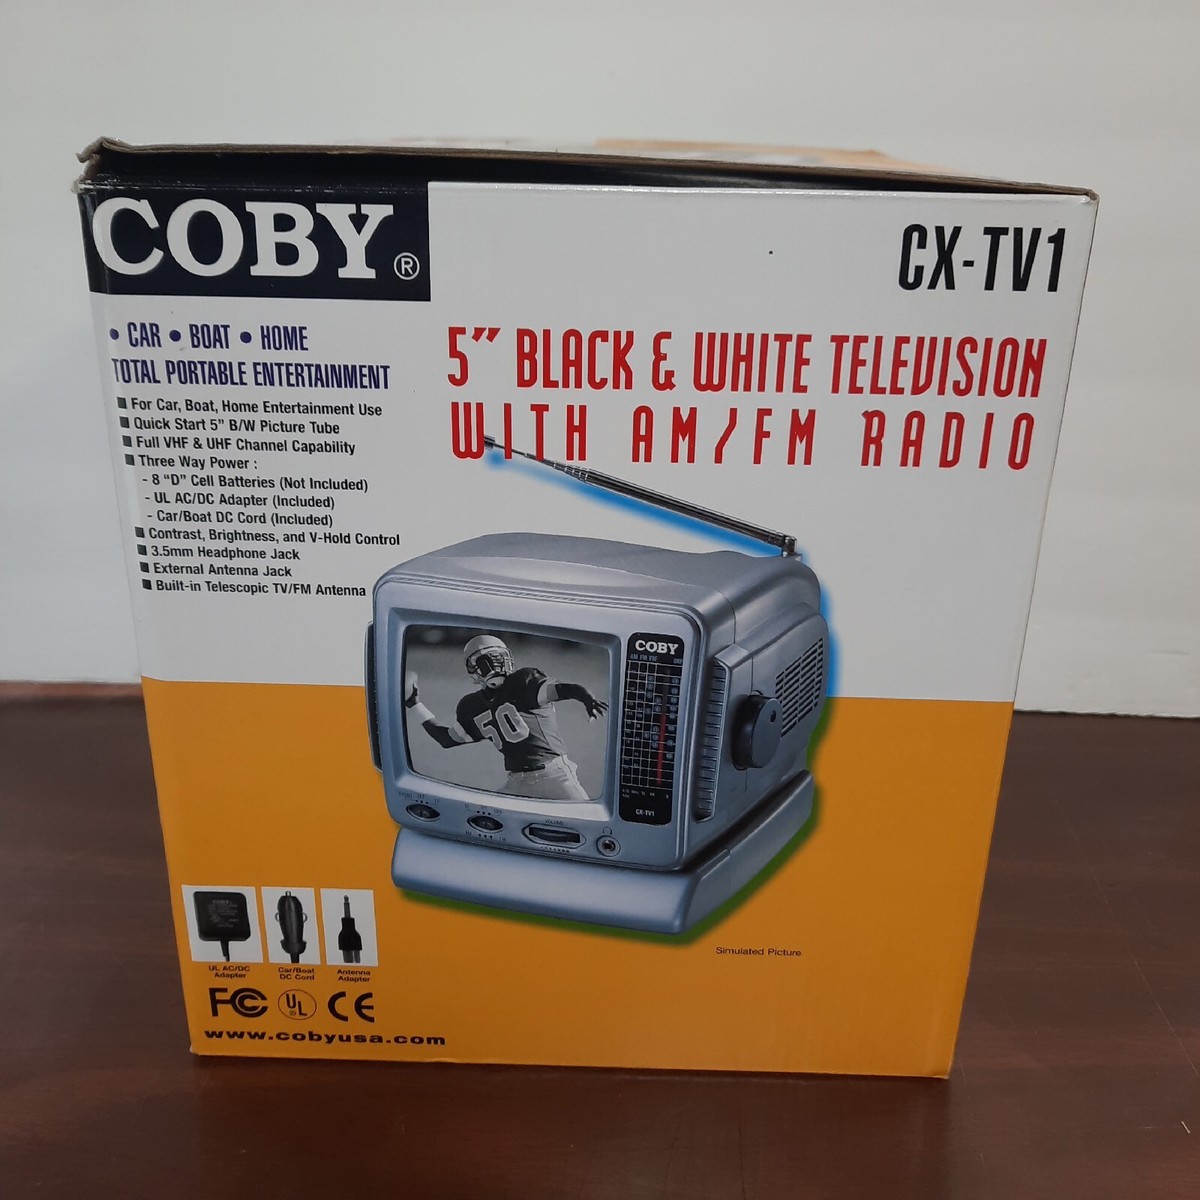 COBY®
CX-TV1
• CAR • BOAT • HOME
TOTAL PORTABLE ENTERTAINMENT
5" BLACK & WHITE TELEVISION
WITH AM/FM RADIO
■ For Car, Boat, Home Entertainment Use
■ Quick Start 5" B/W Picture Tube
■ Full VHF & UHF Channel Capability
■ Three Way Power :
- 8 "D" Cell Batteries (Not Included)
- UL AC/DC Adapter (Included)
- Car/Boat DC Cord (Included)
■ Contrast, Brightness, and V-Hold Control
■ 3.5mm Headphone Jack
■ External Antenna Jack
■ Built-in Telescopic TV/FM Antenna
COBY
50
CX-TV1
VOLUME
Simulated Picture
UL AC/DC
Adapter
Car/Boat
DC Cord
Antenna
Adapter
FC UL CE
www.cobyusa.com